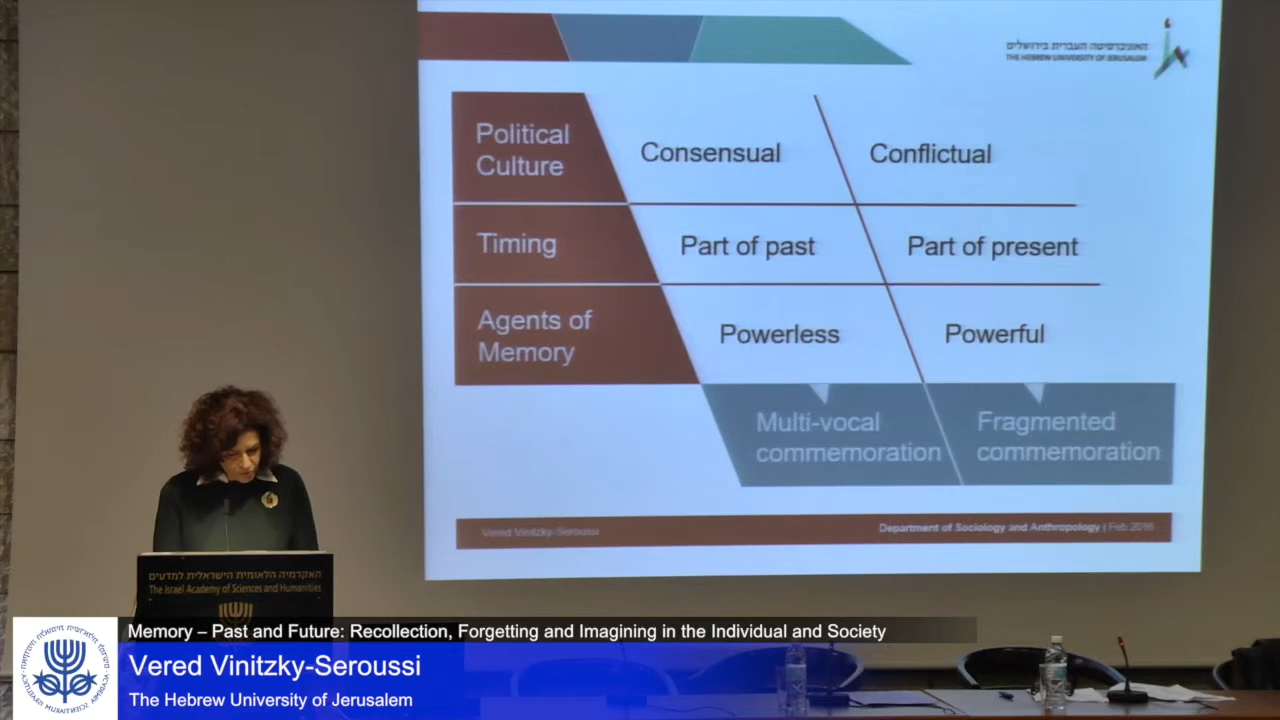 האוניברסיטה העברית בירושלים
THE HEBREW UNIVERSITY OF JERUSALEM
Political Culture
Consensual
Conflictual
Timing
Part of past
Part of present
Agents of Memory
Powerless
Powerful
Multi-vocal commemoration
Fragmented commemoration
Vered Vinitzky-Seroussi
Department of Sociology and Anthropology | Feb 2016
האקדמיה הלאומית הישראלית למדעים
The Israel Academy of Sciences and Humanities
Memory – Past and Future: Recollection, Forgetting and Imagining in the Individual and Society
Vered Vinitzky-Seroussi
The Hebrew University of Jerusalem